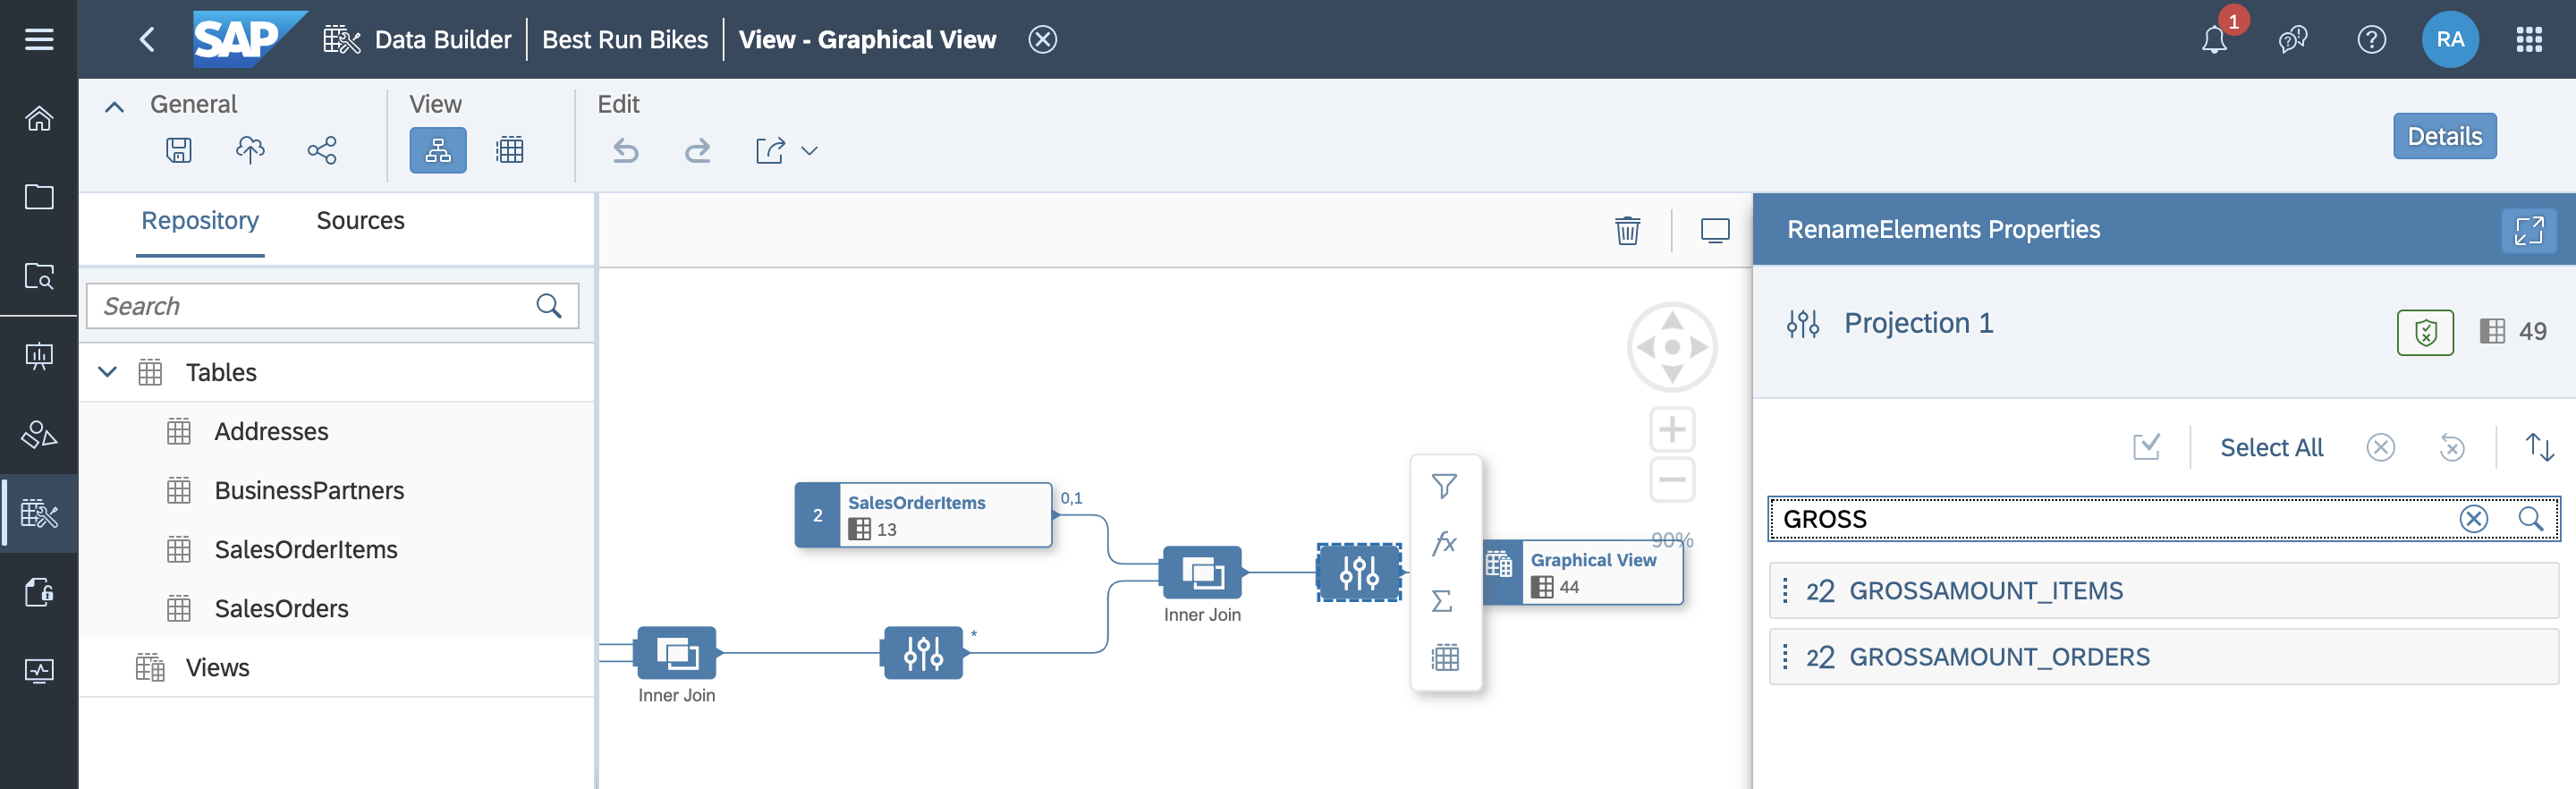 SAP Data Builder Best Run Bikes View - Graphical View 1 RA
General View Edit
Details
Repository Sources
Search
Tables
Addresses
BusinessPartners
SalesOrderItems
SalesOrders
Views
2 SalesOrderItems 0,1
13
Inner Join
*
Inner Join
fx
Σ
90%
Graphical View
44
RenameElements Properties
Projection 1 49
Select All
GROSS
22 GROSSAMOUNT_ITEMS
22 GROSSAMOUNT_ORDERS